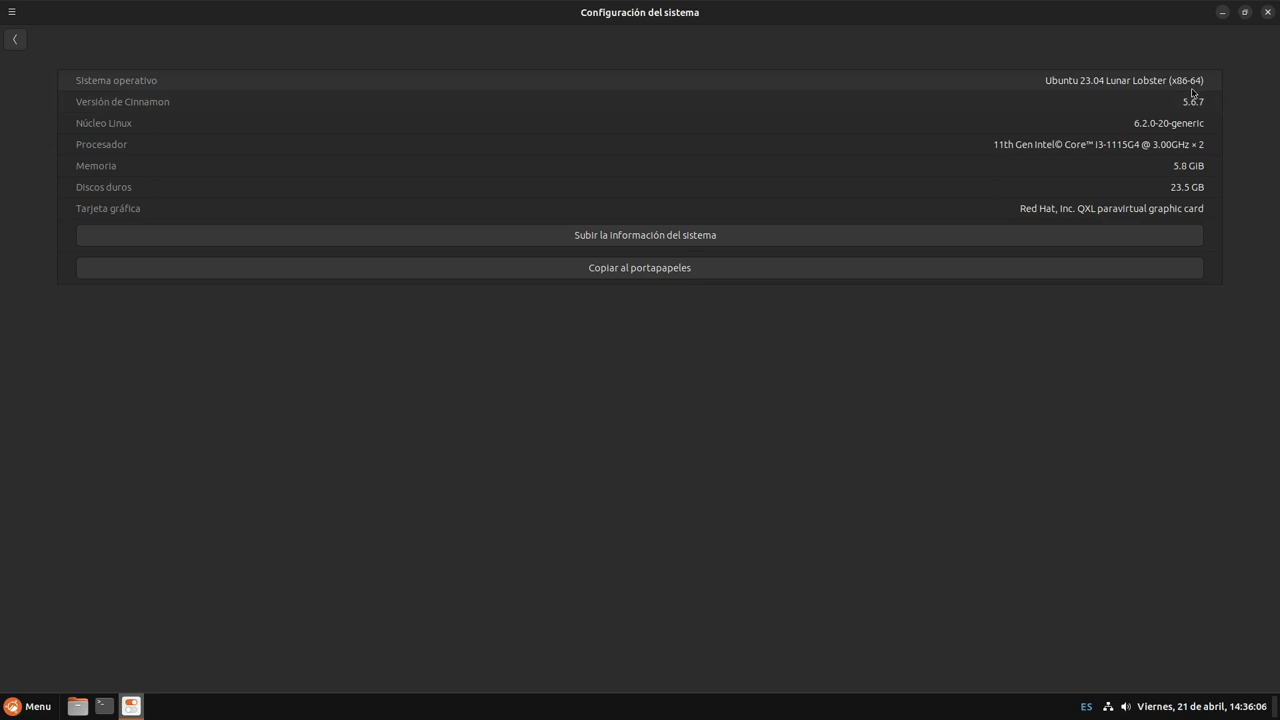 Configuración del sistema
Sistema operativo Ubuntu 23.04 Lunar Lobster (x86-64)
Versión de Cinnamon 5.6.7
Núcleo Linux 6.2.0-20-generic
Procesador 11th Gen Intel© Core™ i3-1115G4 @ 3.00GHz × 2
Memoria 5.8 GiB
Discos duros 23.5 GB
Tarjeta gráfica Red Hat, Inc. QXL paravirtual graphic card
Subir la información del sistema
Copiar al portapapeles
Menu ES Viernes, 21 de abril, 14:36:06